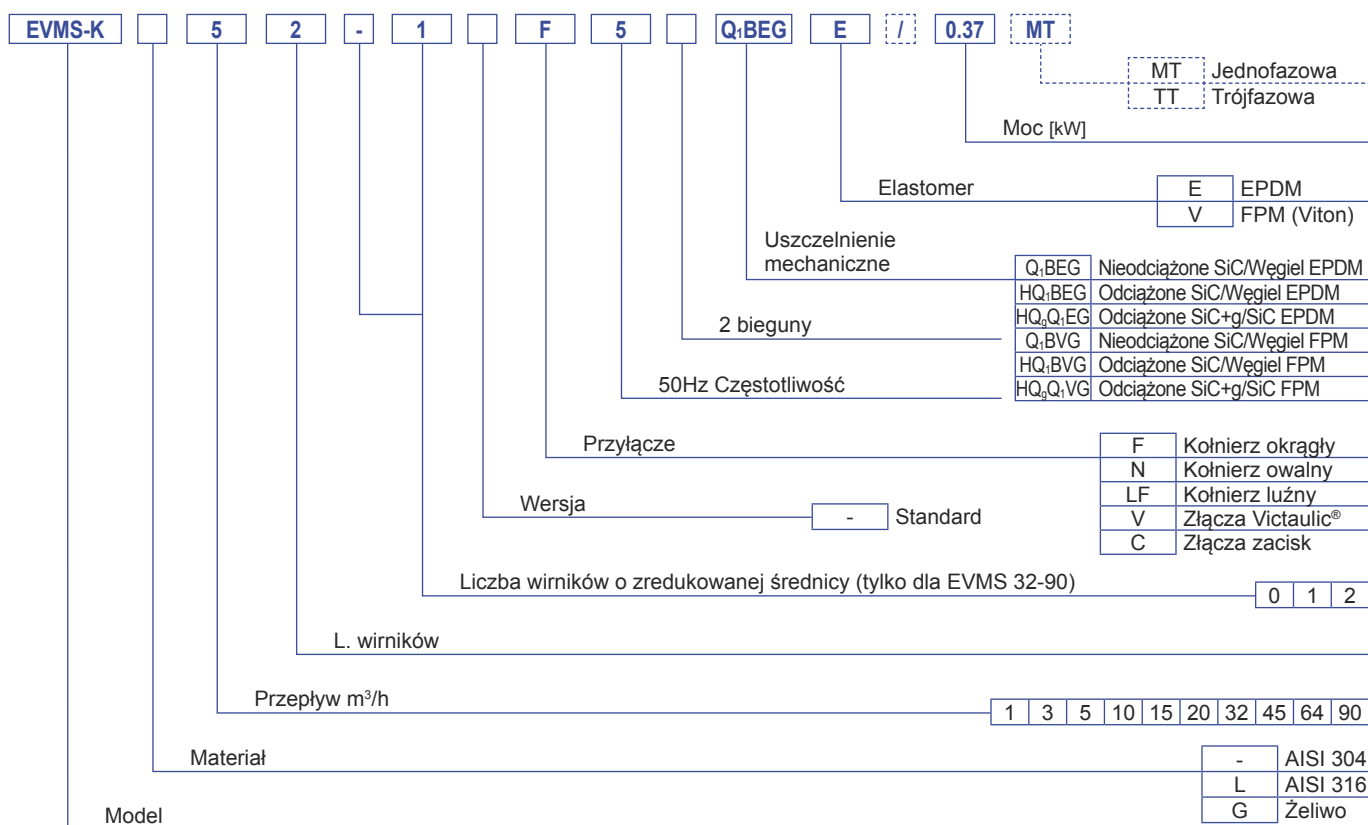 EVMS-K 5 2 - 1 F 5 Q₁BEG E / 0.37 MT
MT Jednofazowa
TT Trójfazowa
Moc [kW]
Elastomer
E EPDM
V FPM (Viton)
Uszczelnienie
mechaniczne
Q₁BEG Nieodciążone SiC/Węgiel EPDM
HQ₁BEG Odciążone SiC/Węgiel EPDM
HQgQ₁EG Odciążone SiC+g/SiC EPDM
Q₁BVG Nieodciążone SiC/Węgiel FPM
HQ₁BVG Odciążone SiC/Węgiel FPM
HQgQ₁VG Odciążone SiC+g/SiC FPM
2 bieguny
50Hz Częstotliwość
Przyłącze
F Kołnierz okrągły
N Kołnierz owalny
LF Kołnierz luźny
V Złącza Victaulic®
C Złącza zacisk
Wersja
- Standard
Liczba wirników o zredukowanej średnicy (tylko dla EVMS 32-90)
0 1 2
L. wirników
Przepływ m³/h
1 3 5 10 15 20 32 45 64 90
Materiał
- AISI 304
L AISI 316
G Żeliwo
Model